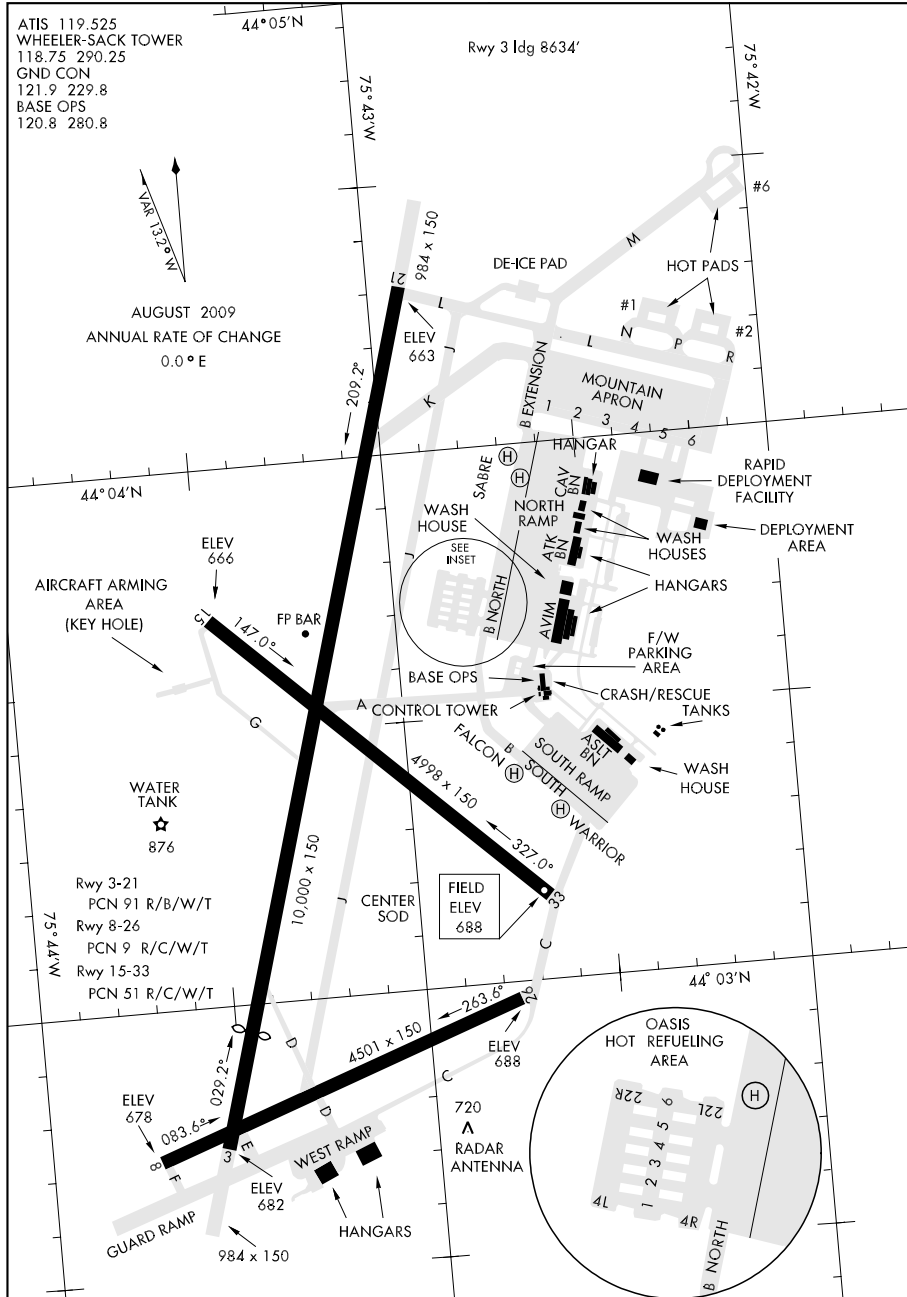 ATIS 119.525
WHEELER-SACK TOWER
118.75 290.25
GND CON
121.9 229.8
BASE OPS
120.8 280.8
44° 05'N
Rwy 3 ldg 8634'
75° 43'W
75° 42'W
VAR 13.2° W
AUGUST 2009
ANNUAL RATE OF CHANGE
0.0° E
984 x 150
21
ELEV
663
209.2°
DE-ICE PAD
M
#6
HOT PADS
#1
#2
L
L
N
P
R
J
K
B EXTENSION
MOUNTAIN
APRON
1
2
3
4
5
6
44° 04'N
HANGAR
SABRE
H
H
CAV
BN
NORTH
RAMP
RAPID
DEPLOYMENT
FACILITY
WASH
HOUSE
ATK
BN
WASH
HOUSES
DEPLOYMENT
AREA
ELEV
666
SEE
INSET
J
B NORTH
AVIM
HANGARS
AIRCRAFT ARMING
AREA
(KEY HOLE)
15
147.0°
FP BAR
F/W
PARKING
AREA
BASE OPS
CONTROL TOWER
CRASH/RESCUE
TANKS
A
G
FALCON
H
B
SOUTH
SOUTH RAMP
ASLT
BN
WASH
HOUSE
H
WARRIOR
4998 x 150
327.0°
33
WATER
TANK
876
10,000 x 150
Rwy 3-21
PCN 91 R/B/W/T
Rwy 8-26
PCN 9 R/C/W/T
Rwy 15-33
PCN 51 R/C/W/T
75° 44'W
J
CENTER
SOD
FIELD
ELEV
688
C
44° 03'N
26
263.6°
ELEV
688
4501 x 150
D
029.2°
C
D
ELEV
678
083.6°
8
F
3
E
ELEV
682
WEST RAMP
720
RADAR
ANTENNA
HANGARS
GUARD RAMP
984 x 150
OASIS
HOT REFUELING
AREA
22R
22L
H
6
5
4
3
2
1
4L
4R
B NORTH